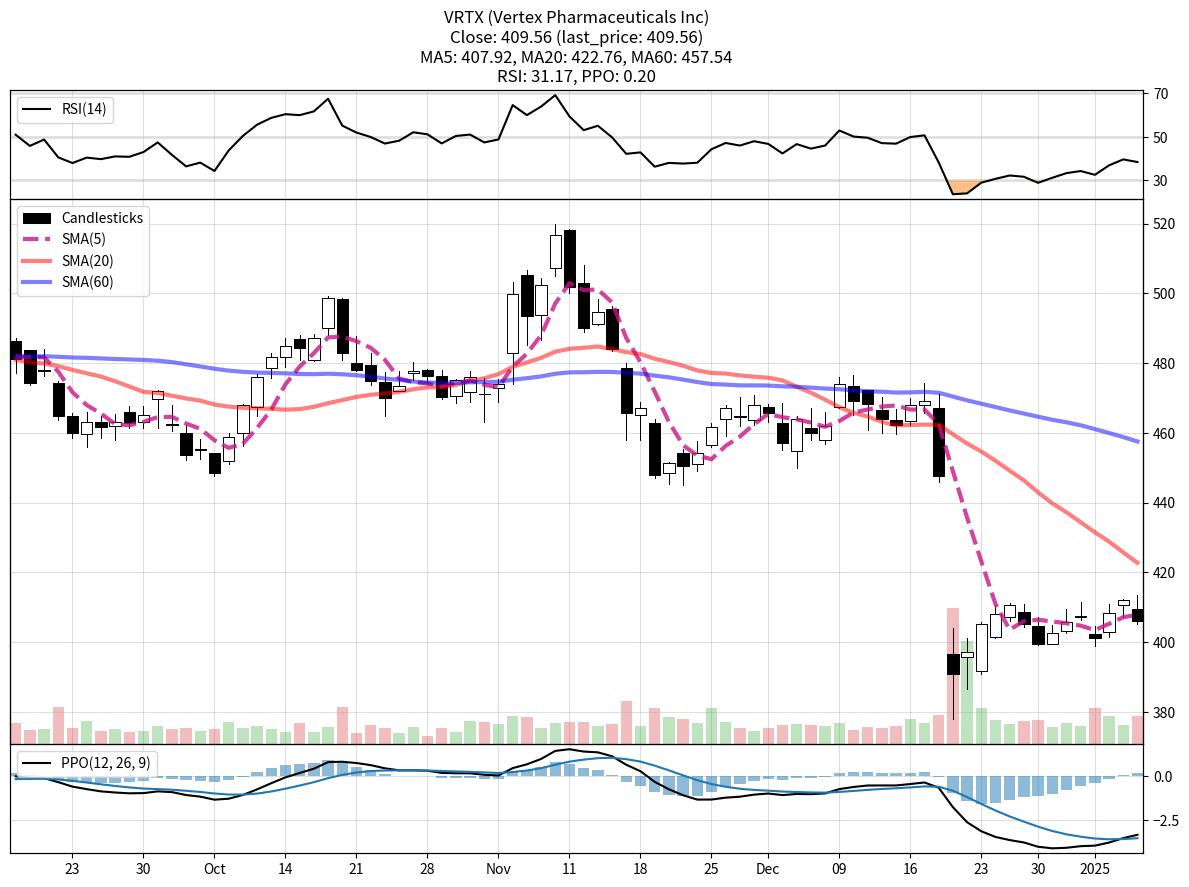 VRTX (Vertex Pharmaceuticals Inc)
Close: 409.56 (last_price: 409.56)
MA5: 407.92, MA20: 422.76, MA60: 457.54
RSI: 31.17, PPO: 0.20
RSI(14)
70
50
30
Candlesticks
SMA(5)
SMA(20)
SMA(60)
520
500
480
460
440
420
400
380
PPO(12, 26, 9)
0.0
−2.5
23 30 Oct 14 21 28 Nov 11 18 25 Dec 09 16 23 30 2025